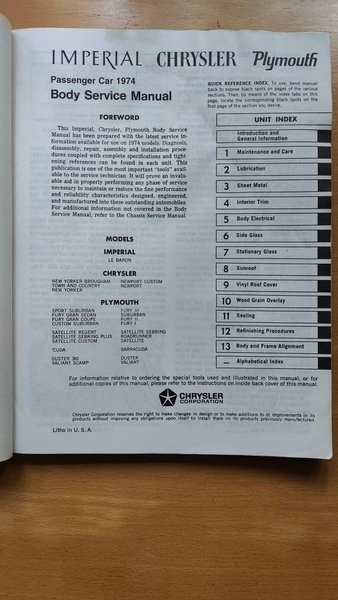 IMPERIAL CHRYSLER Plymouth
Passenger Car 1974
Body Service Manual
QUICK REFERENCE INDEX. To use, bend manual
back to expose black spots on pages of the various
sections. Then, by means of the index tabs on this
page, locate the corresponding black spots on the
first page of the section you desire.
FOREWORD
This Imperial, Chrysler, Plymouth Body Service
Manual has been prepared with the latest service in-
formation available for use on 1974 models. Diagnosis,
disassembly, repair, assembly and installation proce-
dures coupled with complete specifications and tight-
ening references can be found in each unit. This
publication is one of the most important "tools" avail-
able to the service technician. It will prove an invalu-
able aid in properly performing any phase of service
necessary to maintain or restore the fine performance
and reliability characteristics designed, engineered,
and manufactured into these outstanding automobiles.
For additional information not covered in the Body
Service Manual, refer to the Chassis Service Manual.
MODELS
IMPERIAL
LE BARON
CHRYSLER
NEW YORKER BROUGHAM NEWPORT CUSTOM
TOWN AND COUNTRY NEWPORT
NEW YORKER
PLYMOUTH
SPORT SUBURBAN FURY III
FURY GRAN SEDAN SUBURBAN
FURY GRAN COUPE FURY II
CUSTOM SUBURBAN FURY I
SATELLITE REGENT SATELLITE SEBRING
SATELLITE SEBRING PLUS ROADRUNNER
SATELLITE CUSTOM SATELLITE
'CUDA BARRACUDA
DUSTER 360 DUSTER
VALIANT SCAMP VALIANT
UNIT INDEX
Introduction and
General Information
1 Maintenance and Care
2 Lubrication
3 Sheet Metal
4 Interior Trim
5 Body Electrical
6 Side Glass
7 Stationary Glass
8 Sunroof
9 Vinyl Roof Cover
10 Wood Grain Overlay
11 Sealing
12 Refinishing Procedures
13 Body and Frame Alignment
— Alphabetical Index
For information relative to ordering the special tools used and illustrated in this manual, or for
additional copies of this manual, please refer to the instructions on inside back cover of this manual.
CHRYSLER
CORPORATION
Chrysler Corporation reserves the right to make changes in design or to make additions to or improvements in its
products without imposing any obligations upon itself to install them on its products previously manufactured.
Litho in U. S. A.